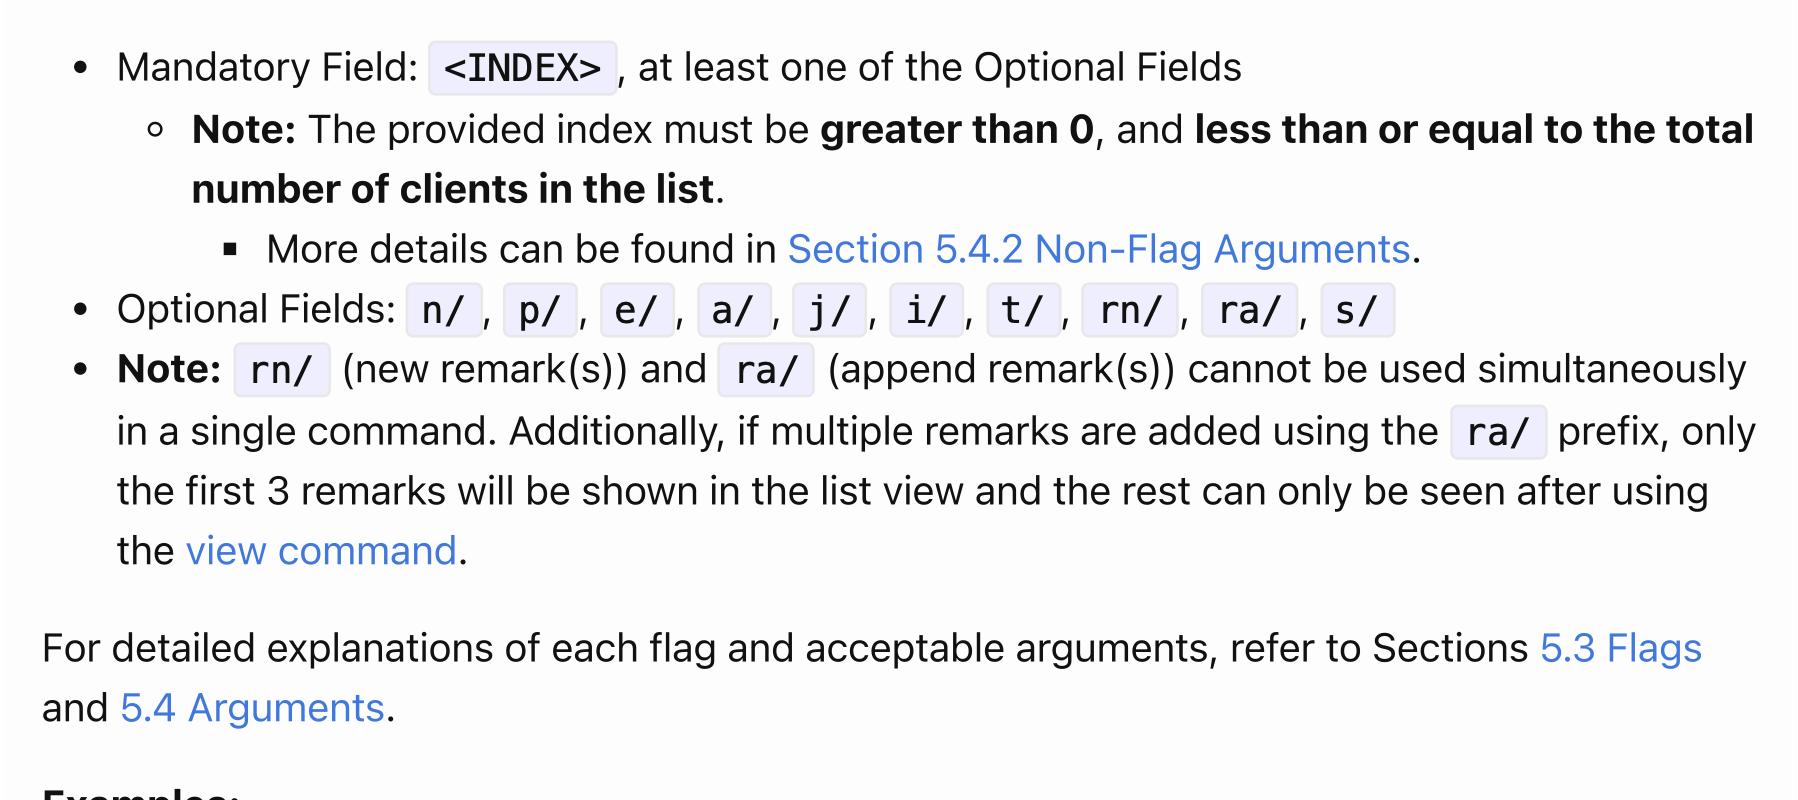 • Mandatory Field: <INDEX>, at least one of the Optional Fields
◦ Note: The provided index must be greater than 0, and less than or equal to the total
number of clients in the list.
▪ More details can be found in Section 5.4.2 Non-Flag Arguments.
• Optional Fields: n/, p/, e/, a/, j/, i/, t/, rn/, ra/, s/
• Note: rn/ (new remark(s)) and ra/ (append remark(s)) cannot be used simultaneously
in a single command. Additionally, if multiple remarks are added using the ra/ prefix, only
the first 3 remarks will be shown in the list view and the rest can only be seen after using
the view command.
For detailed explanations of each flag and acceptable arguments, refer to Sections 5.3 Flags
and 5.4 Arguments.
Examples: